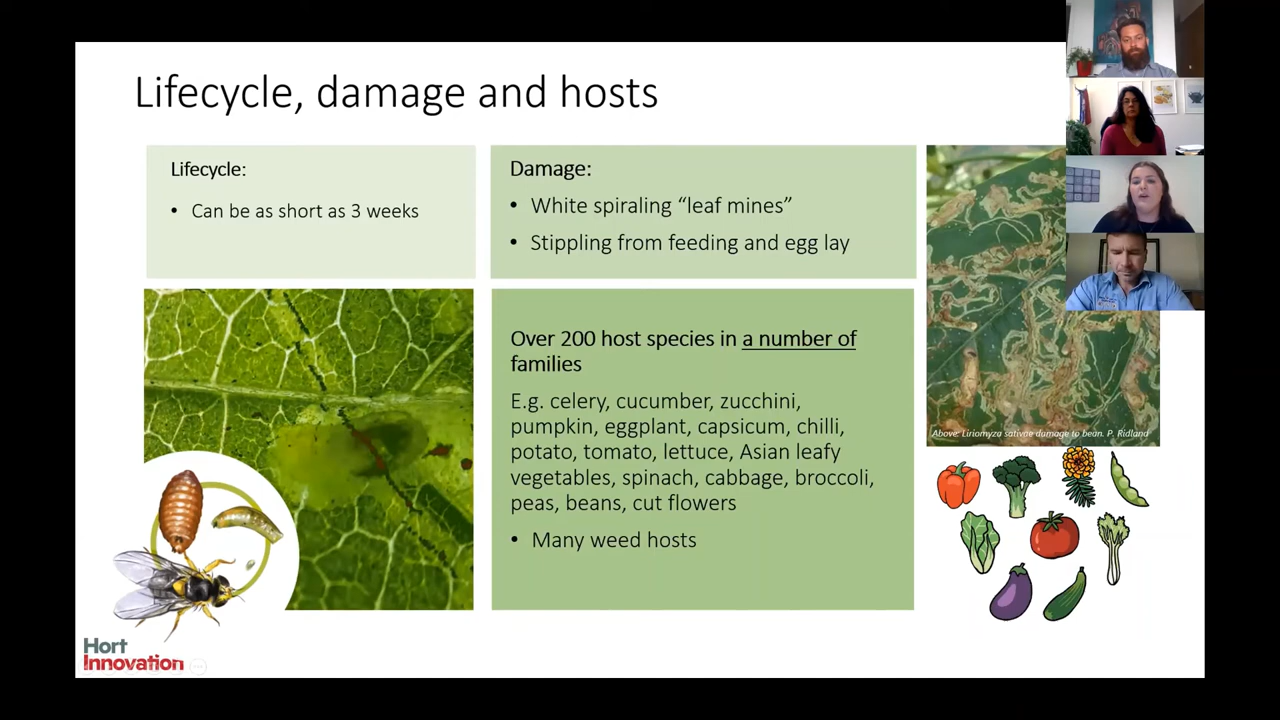 Lifecycle, damage and hosts
Lifecycle:
• Can be as short as 3 weeks
Damage:
• White spiraling “leaf mines”
• Stippling from feeding and egg lay
Over 200 host species in a number of
families
E.g. celery, cucumber, zucchini,
pumpkin, eggplant, capsicum, chilli,
potato, tomato, lettuce, Asian leafy
vegetables, spinach, cabbage, broccoli,
peas, beans, cut flowers
• Many weed hosts
Above: Liriomyza sativae damage to bean. P. Ridland
Hort
Innovation